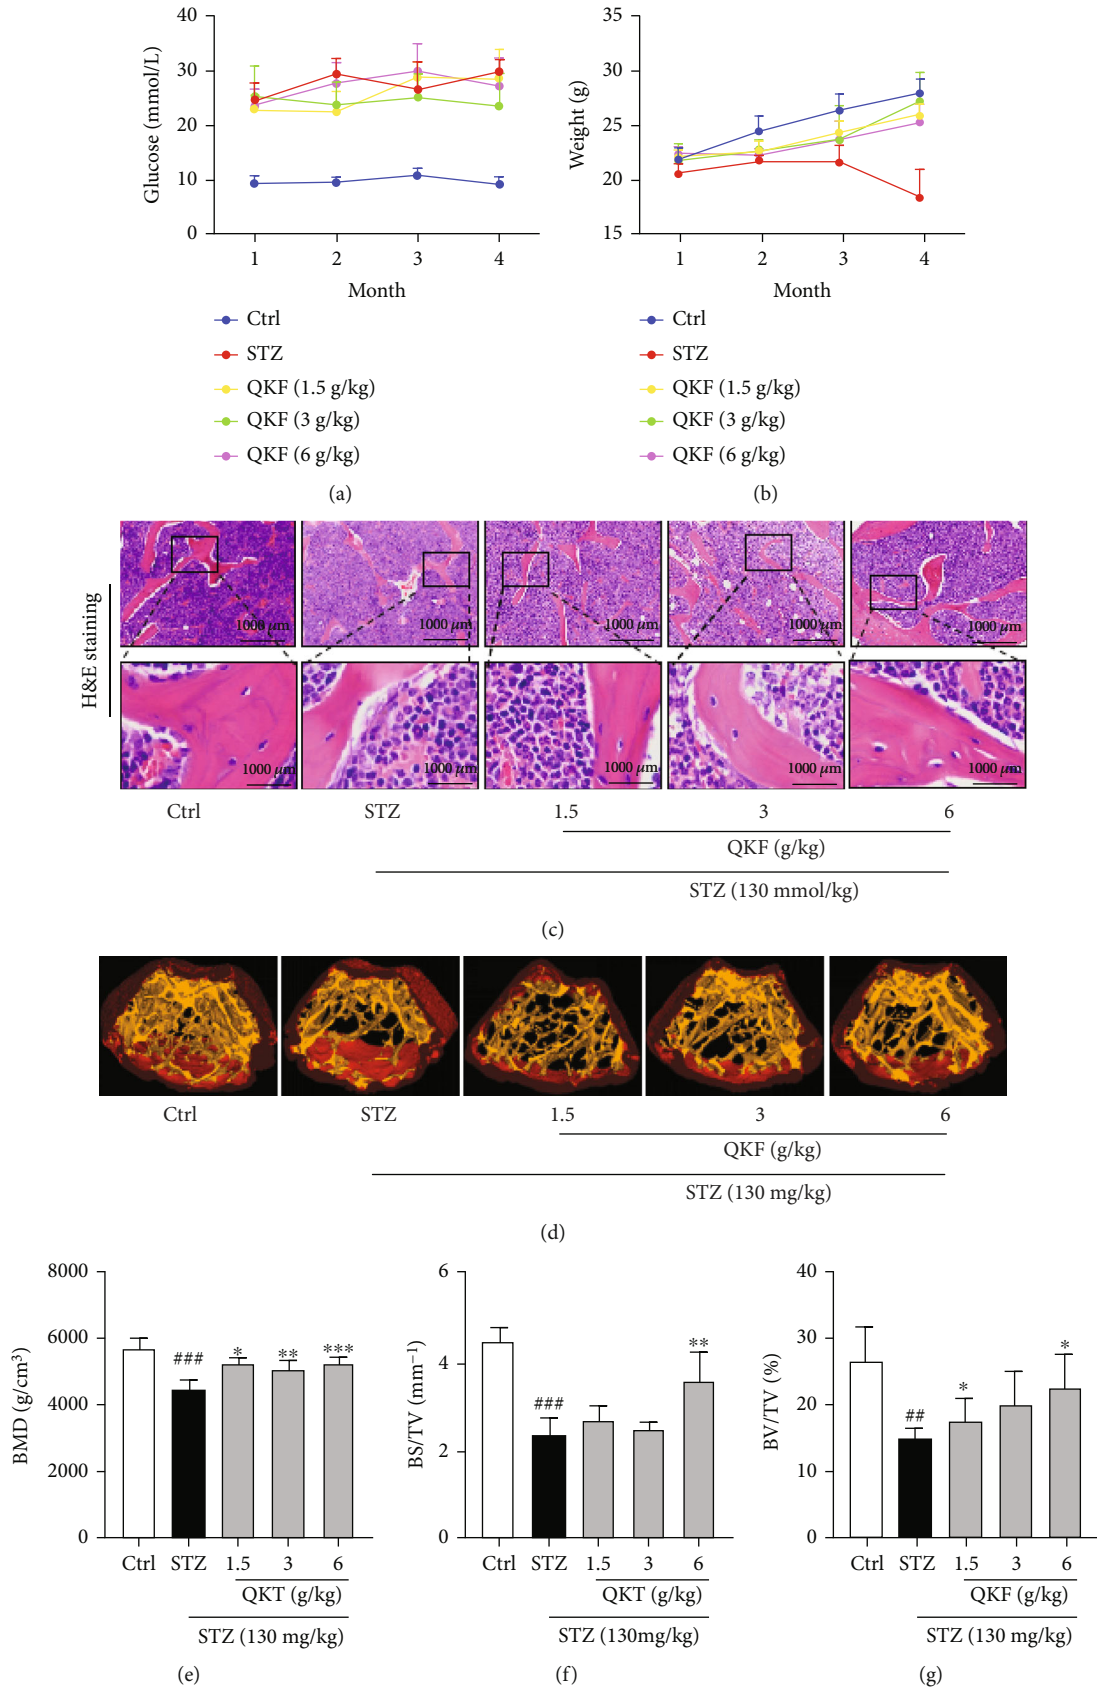 Glucose (mmol/L)
40
30
20
10
0
1 2 3 4
Month
Ctrl
STZ
QKF (1.5 g/kg)
QKF (3 g/kg)
QKF (6 g/kg)
(a)
Weight (g)
35
30
25
20
15
1 2 3 4
Month
Ctrl
STZ
QKF (1.5 g/kg)
QKF (3 g/kg)
QKF (6 g/kg)
(b)
H&E staining
1000 μm 1000 μm 1000 μm 1000 μm 1000 μm
1000 μm 1000 μm 1000 μm 1000 μm 1000 μm
Ctrl STZ 1.5 3 6
QKF (g/kg)
STZ (130 mmol/kg)
(c)
Ctrl STZ 1.5 3 6
QKF (g/kg)
STZ (130 mg/kg)
(d)
BMD (g/cm³)
8000
6000
4000
2000
0
### * ** ***
Ctrl STZ 1.5 3 6
QKT (g/kg)
STZ (130 mg/kg)
(e)
BS/TV (mm⁻¹)
6
4
2
0
### **
Ctrl STZ 1.5 3 6
QKT (g/kg)
STZ (130mg/kg)
(f)
BV/TV (%)
40
30
20
10
0
## * *
Ctrl STZ 1.5 3 6
QKF (g/kg)
STZ (130 mg/kg)
(g)